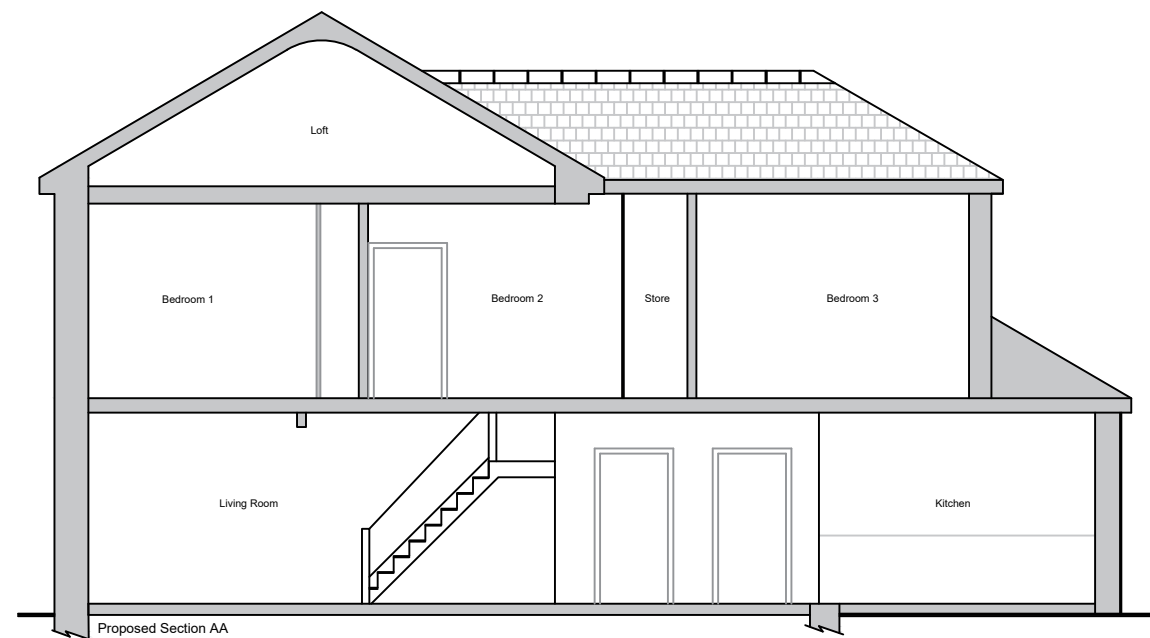 Loft
Bedroom 1
Bedroom 2
Store
Bedroom 3
Living Room
Kitchen
Proposed Section AA